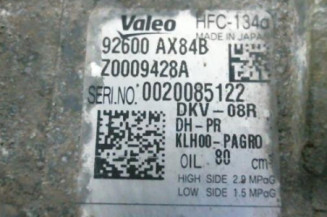 Valeo HFC-134a
MADE IN JAPAN
92600 AX84B
Z0009428A
SERI.NO: 0020085122
DKV-08R
DH-PR
KLH00-PAGRO
OIL 80 cm³
HIGH SIDE 2.9 MPaG
LOW SIDE 1.5 MPaG